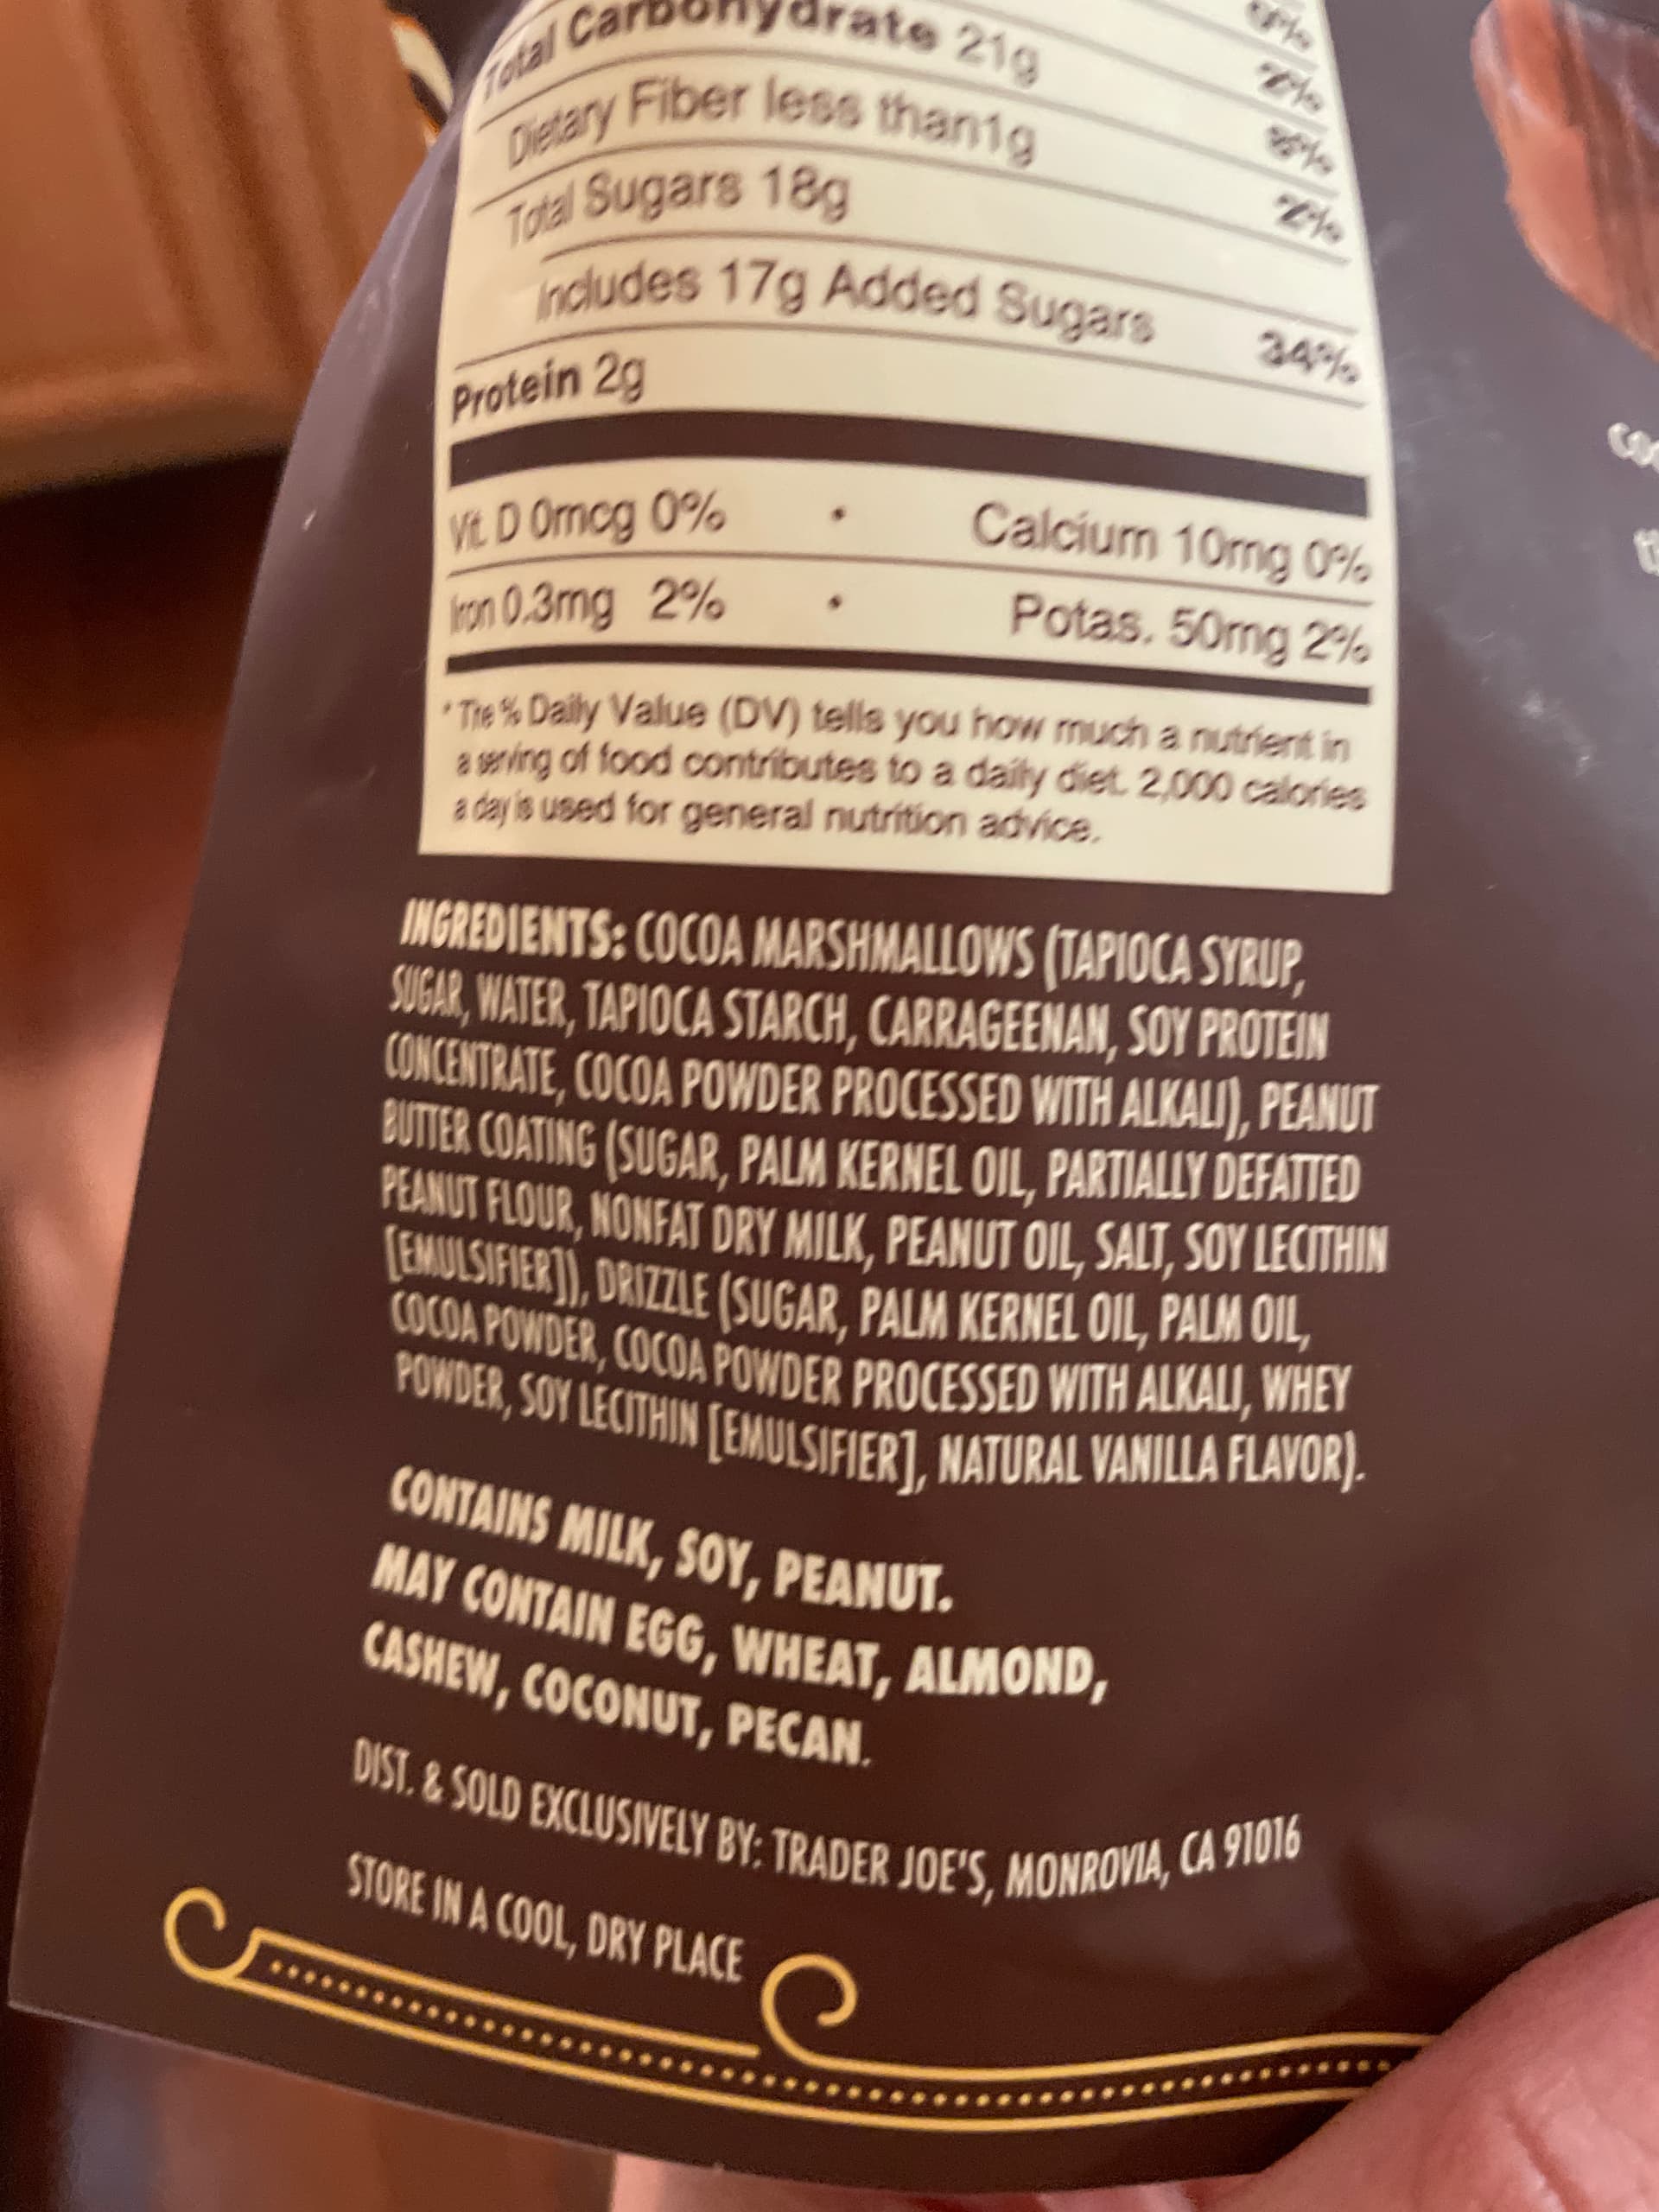 0%
Total Carbohydrate 21g 2%
8%
Dietary Fiber less than1g 2%
Total Sugars 18g
Includes 17g Added Sugars 34%
Protein 2g
Vit. D 0mcg 0% • Calcium 10mg 0%
Iron 0.3mg 2% • Potas. 50mg 2%
* The % Daily Value (DV) tells you how much a nutrient in
a serving of food contributes to a daily diet. 2,000 calories
a day is used for general nutrition advice.
INGREDIENTS: COCOA MARSHMALLOWS (TAPIOCA SYRUP,
SUGAR, WATER, TAPIOCA STARCH, CARRAGEENAN, SOY PROTEIN
CONCENTRATE, COCOA POWDER PROCESSED WITH ALKALI), PEANUT
BUTTER COATING (SUGAR, PALM KERNEL OIL, PARTIALLY DEFATTED
PEANUT FLOUR, NONFAT DRY MILK, PEANUT OIL, SALT, SOY LECITHIN
[EMULSIFIER]), DRIZZLE (SUGAR, PALM KERNEL OIL, PALM OIL,
COCOA POWDER, COCOA POWDER PROCESSED WITH ALKALI, WHEY
POWDER, SOY LECITHIN [EMULSIFIER], NATURAL VANILLA FLAVOR).
CONTAINS MILK, SOY, PEANUT.
MAY CONTAIN EGG, WHEAT, ALMOND,
CASHEW, COCONUT, PECAN.
DIST. & SOLD EXCLUSIVELY BY: TRADER JOE'S, MONROVIA, CA 91016
STORE IN A COOL, DRY PLACE